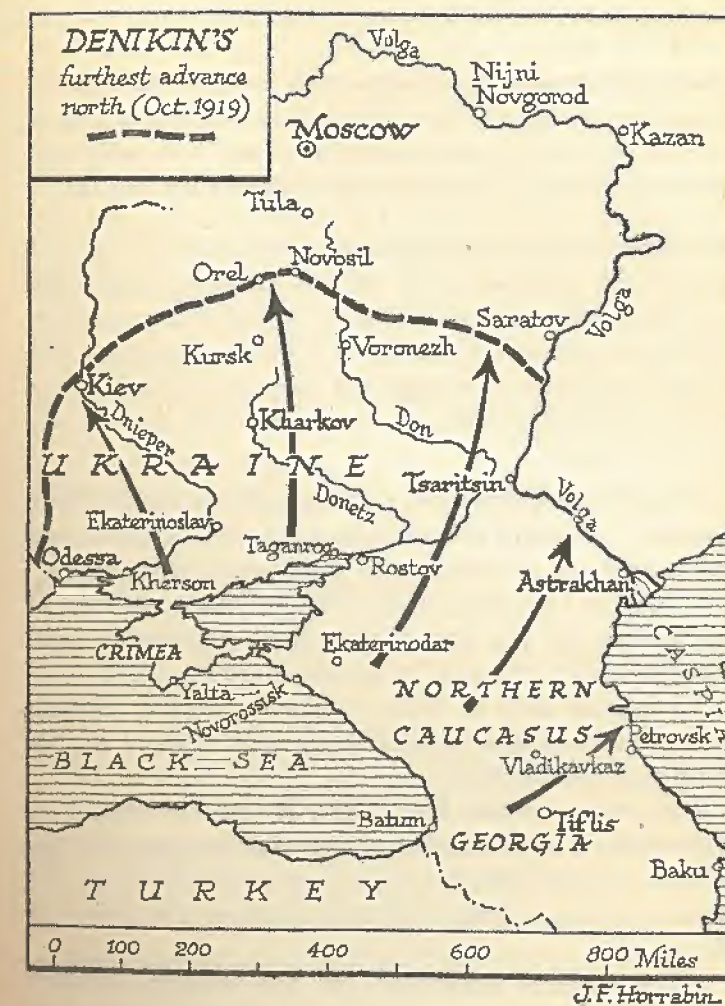 DENIKIN'S
furthest advance
north (Oct. 1919)
Volga
Nijni
Novgorod
Moscow
Kazan
Tula
Orel
Novosil
Volga
Saratov
Kursk
Voronezh
Kiev
Dnieper
Kharkov
Don
UKRAINE
Donetz
Tsaritsin
Volga
Ekaterinoslav
Taganrog
Rostov
Odessa
Kherson
Astrakhan
CRIMEA
Ekaterinodar
CASPI
Yalta
Novorossisk
NORTHERN
CAUCASUS
Petrovsk
BLACK SEA
Vladikavkaz
Batum
Tiflis
GEORGIA
Baku
TURKEY
0 100 200 400 600 800 Miles
J.F. Horrabin